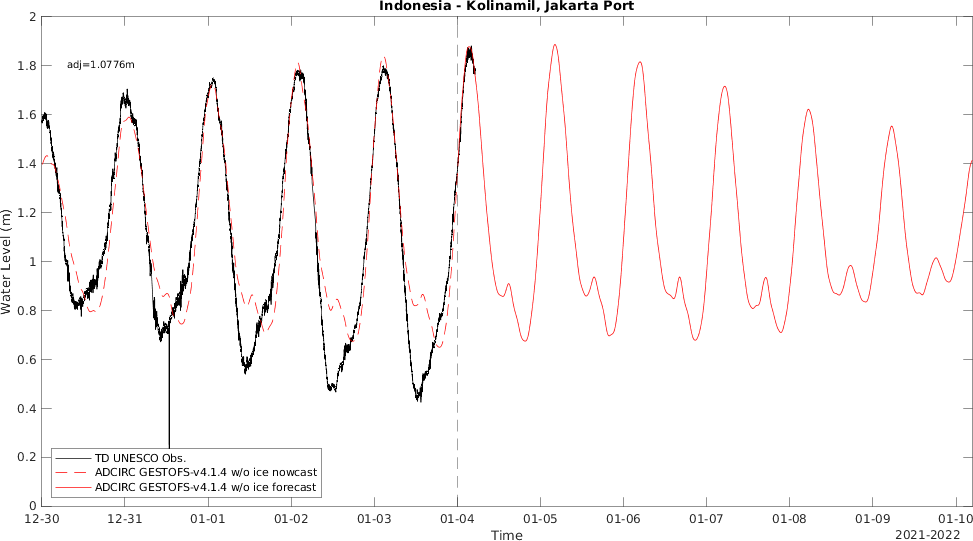 Indonesia - Kolinamil, Jakarta Port
2
1.8
1.6
1.4
1.2
1
0.8
0.6
0.4
0.2
0
Water Level (m)
adj=1.0776m
TD UNESCO Obs.
ADCIRC GESTOFS-v4.1.4 w/o ice nowcast
ADCIRC GESTOFS-v4.1.4 w/o ice forecast
12-30 12-31 01-01 01-02 01-03 01-04 01-05 01-06 01-07 01-08 01-09 01-10
Time
2021-2022